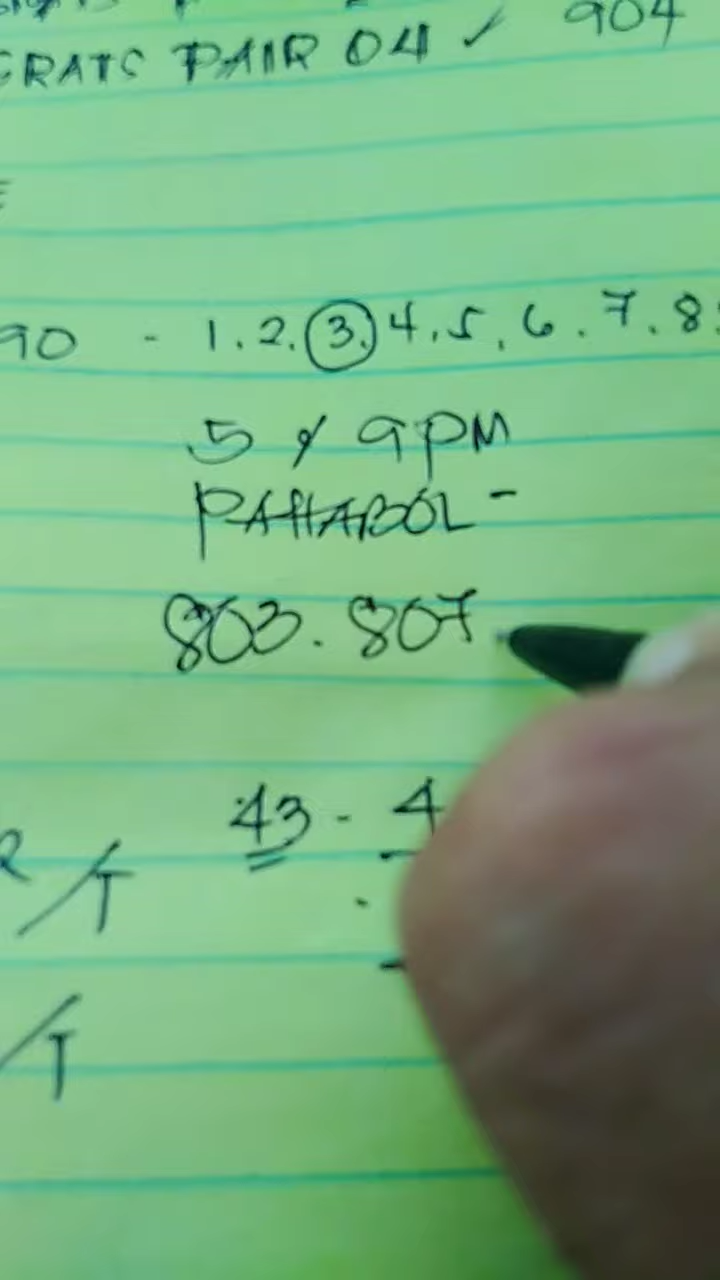 GRATS PAIR 04 ✓ 904
90 - 1.2.3.4.5.6.7.8
5 & 9PM
PAHABOL -
803. 807
43 - 4
/T
/T